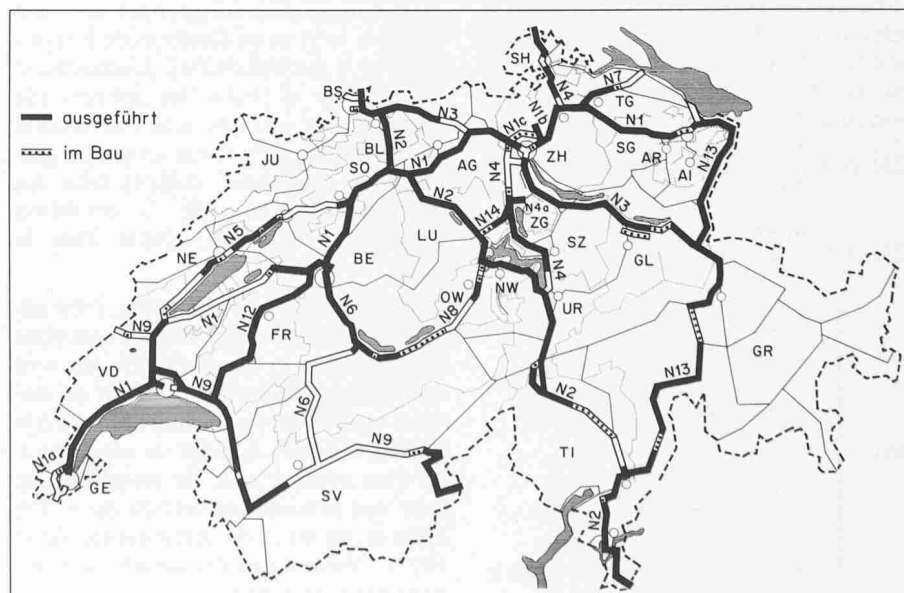 ausgeführt
im Bau
SH
N4
N7
BS
N3
N1c
N1b
TG
N1
N2
BL
ZH
SG
AR
JU
N1
AG
N4
AI
N13
SO
N2
N4a
N3
N14
ZG
N5
N1
LU
SZ
GL
NE
BE
N4
N1
N12
N6
OW
NW
N8
UR
N9
FR
GR
VD
N9
N13
N1
N2
N6
N9
N1a
TI
GE
SV
N2